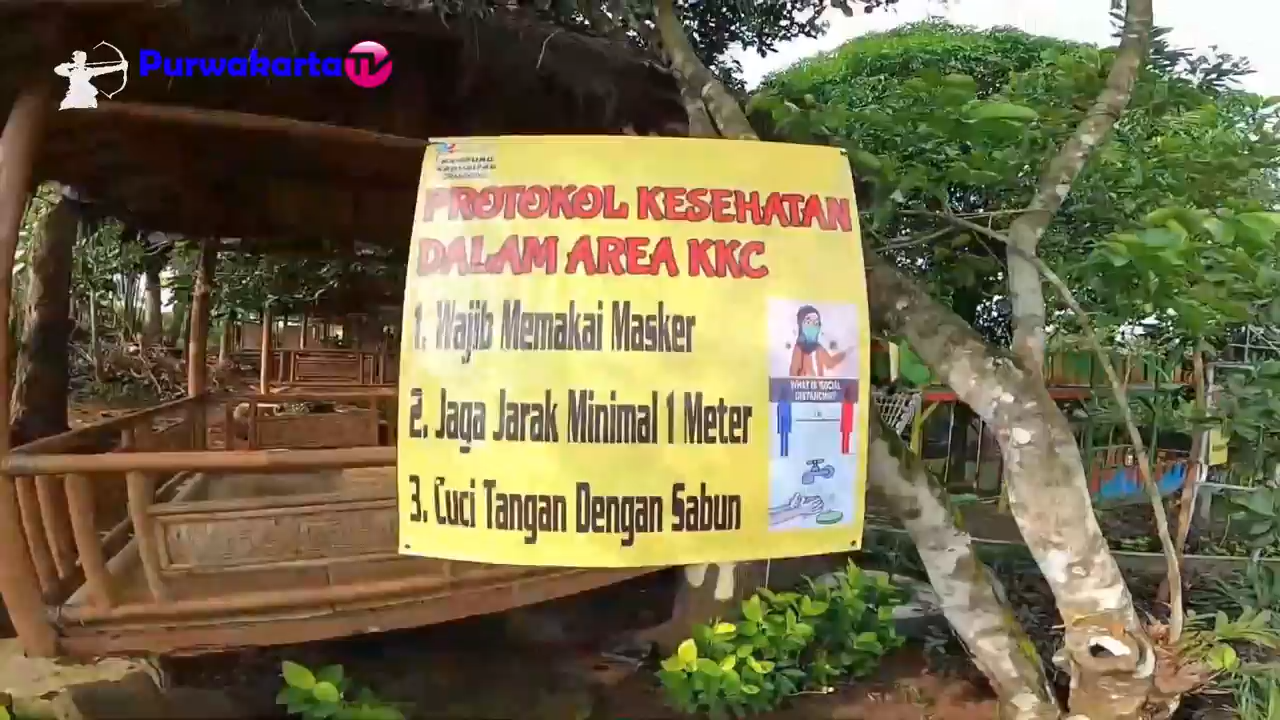 PurwakartaTV
PROTOKOL KESEHATAN
DALAM AREA KKC
1. Wajib Memakai Masker
2. Jaga Jarak Minimal 1 Meter
3. Cuci Tangan Dengan Sabun
WHAT IS SOCIAL
DISTANCING?